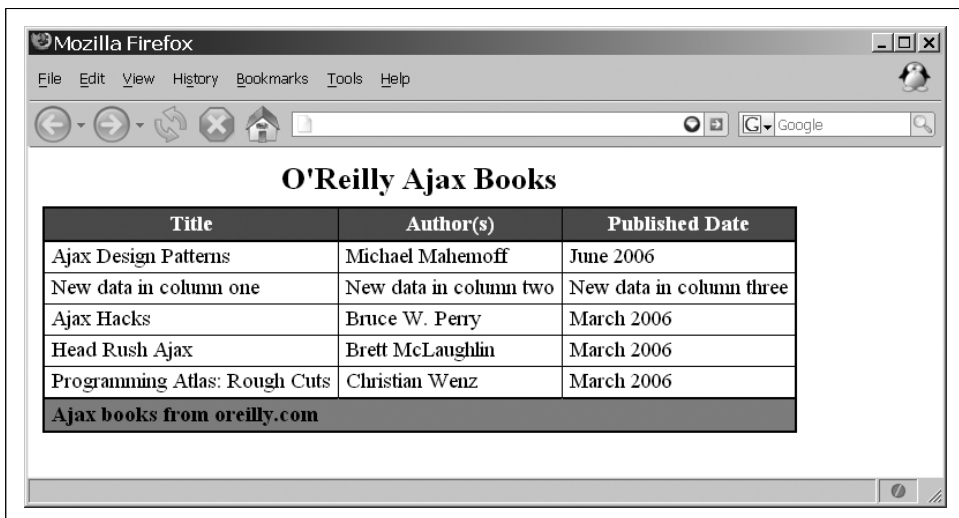 Mozilla Firefox
File Edit View History Bookmarks Tools Help
G Google
O'Reilly Ajax Books
Title Author(s) Published Date
Ajax Design Patterns Michael Mahemoff June 2006
New data in column one New data in column two New data in column three
Ajax Hacks Bruce W. Perry March 2006
Head Rush Ajax Brett McLaughlin March 2006
Programming Atlas: Rough Cuts Christian Wenz March 2006
Ajax books from oreilly.com